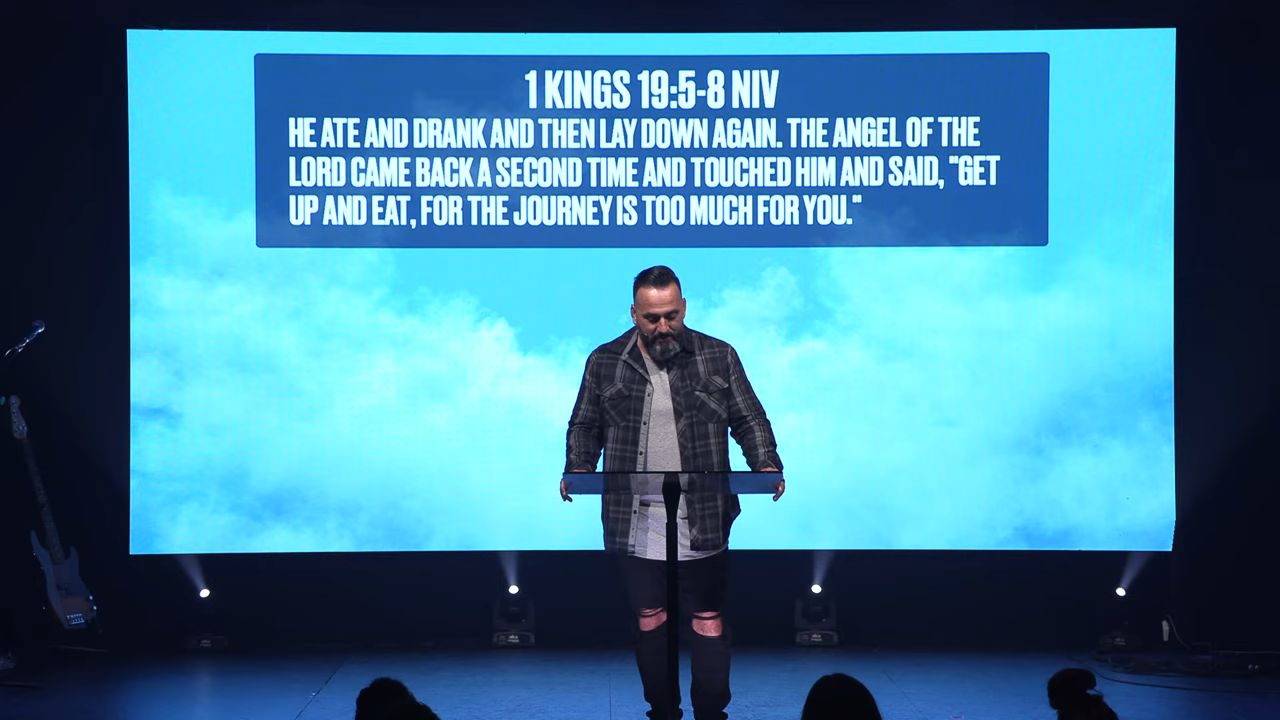 1 KINGS 19:5-8 NIV
HE ATE AND DRANK AND THEN LAY DOWN AGAIN. THE ANGEL OF THE
LORD CAME BACK A SECOND TIME AND TOUCHED HIM AND SAID, "GET
UP AND EAT, FOR THE JOURNEY IS TOO MUCH FOR YOU."